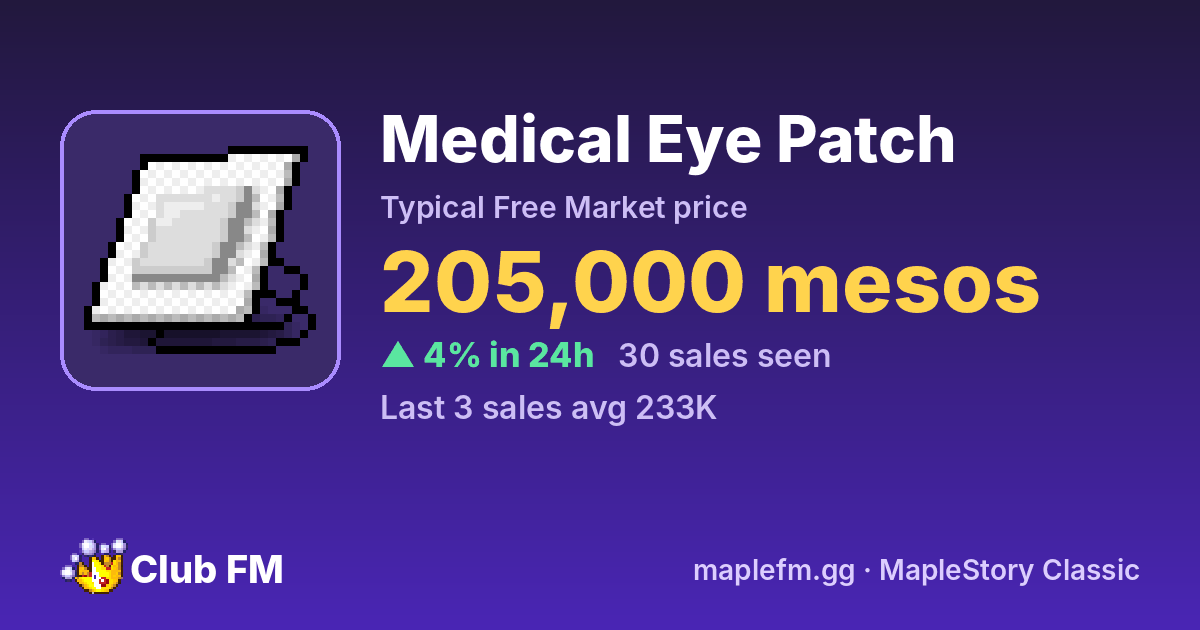 Medical Eye Patch
Typical Free Market price
205,000 mesos
▲ 4% in 24h 30 sales seen
Last 3 sales avg 233K
Club FM
maplefm.gg · MapleStory Classic